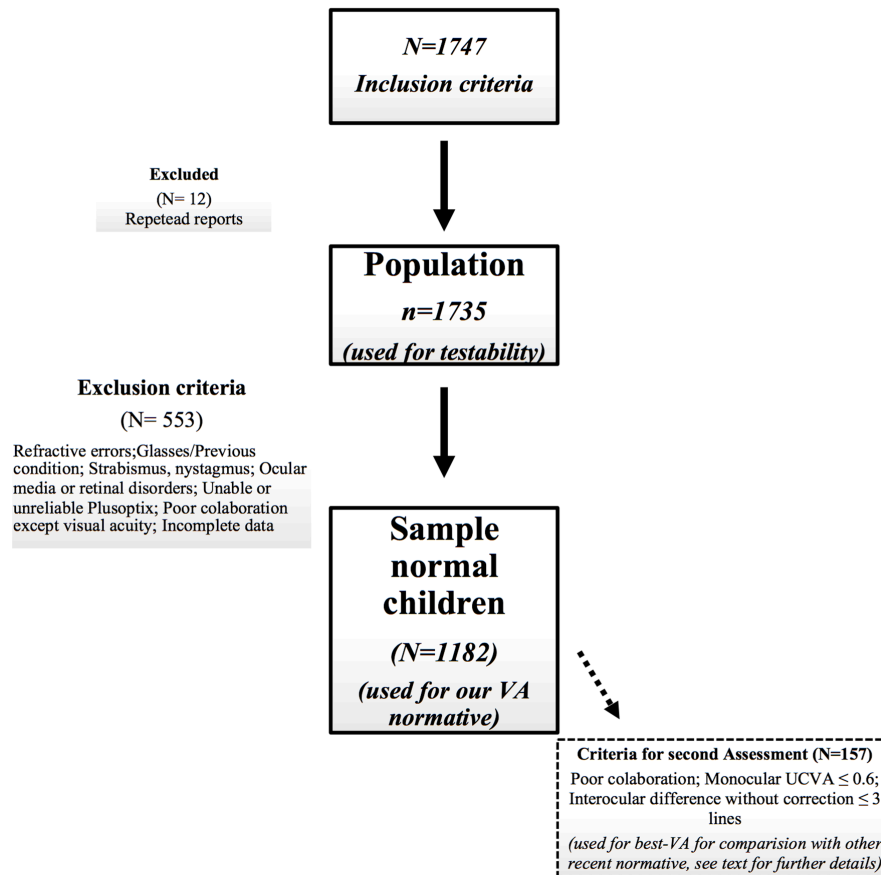 N=1747
Inclusion criteria
Excluded
(N= 12)
Repetead reports
Population
n=1735
(used for testability)
Exclusion criteria
(N= 553)
Refractive errors;Glasses/Previous
condition; Strabismus, nystagmus; Ocular
media or retinal disorders; Unable or
unreliable Plusoptix; Poor colaboration
except visual acuity; Incomplete data
Sample
normal
children
(N=1182)
(used for our VA
normative)
Criteria for second Assessment (N=157)
Poor colaboration; Monocular UCVA ≤ 0.6;
Interocular difference without correction ≤ 3
lines
(used for best-VA for comparision with other
recent normative, see text for further details)